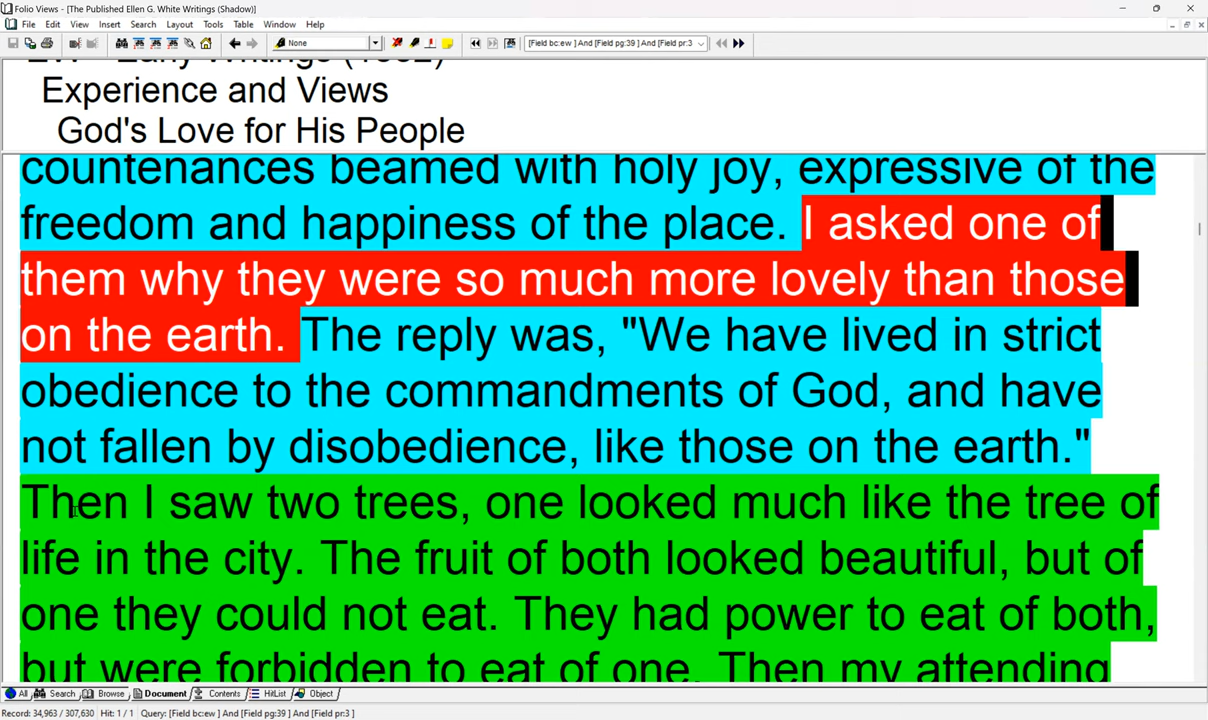 Folio Views - [The Published Ellen G. White Writings (Shadow)]
File Edit View Insert Search Layout Tools Table Window Help
None [Field bc:ew ] And [Field pg:39 ] And [Field pr:3
EW - Early Writings (1882)
Experience and Views
God's Love for His People
countenances beamed with holy joy, expressive of the
freedom and happiness of the place. I asked one of
them why they were so much more lovely than those
on the earth. The reply was, "We have lived in strict
obedience to the commandments of God, and have
not fallen by disobedience, like those on the earth."
Then I saw two trees, one looked much like the tree of
life in the city. The fruit of both looked beautiful, but of
one they could not eat. They had power to eat of both,
but were forbidden to eat of one. Then my attending
All Search Browse Document Contents HitList Object
Record: 34,963 / 307,630 Hit: 1 / 1 Query: [Field bc:ew ] And [Field pg:39 ] And [Field pr:3 ]